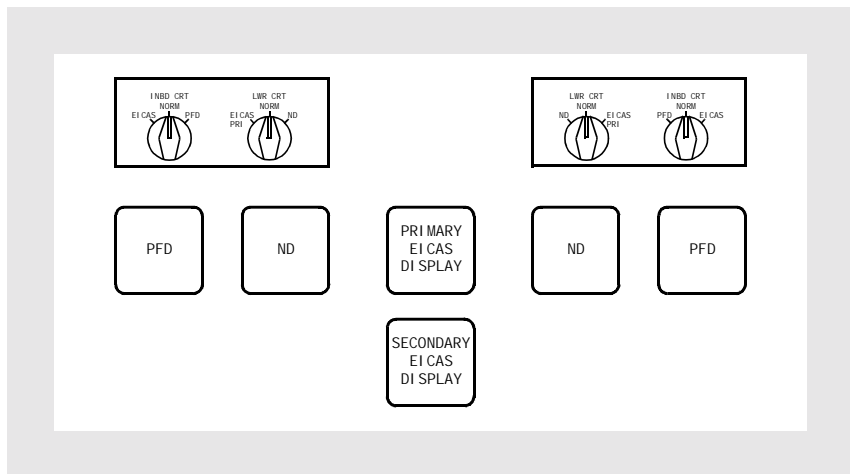 INBD CRT
NORM
EICAS
PFD
LWR CRT
NORM
EICAS
PRI
ND
LWR CRT
NORM
ND
EICAS
PRI
INBD CRT
NORM
PFD
EICAS
PFD
ND
PRIMARY
EICAS
DISPLAY
ND
PFD
SECONDARY
EICAS
DISPLAY